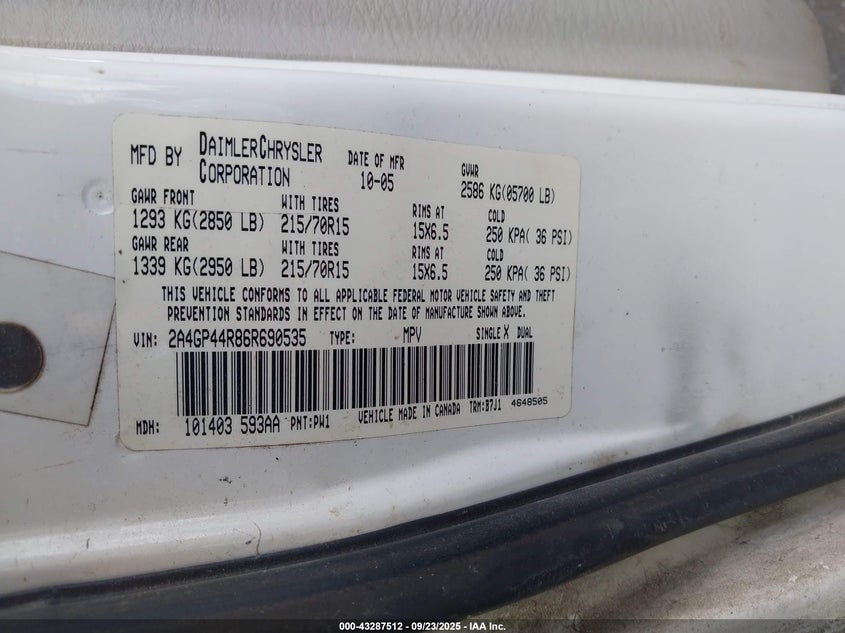 MFD BY DAIMLERCHRYSLER CORPORATION
DATE OF MFR 10-05
GVWR 2586 KG(05700 LB)
GAWR FRONT WITH TIRES RIMS AT COLD
1293 KG(2850 LB) 215/70R15 15X6.5 250 KPA( 36 PSI)
GAWR REAR WITH TIRES RIMS AT COLD
1339 KG(2950 LB) 215/70R15 15X6.5 250 KPA( 36 PSI)
THIS VEHICLE CONFORMS TO ALL APPLICABLE FEDERAL MOTOR VEHICLE SAFETY AND THEFT
PREVENTION STANDARDS IN EFFECT ON THE DATE OF MANUFACTURE SHOWN ABOVE.
VIN: 2A4GP44R86R690535 TYPE: MPV SINGLE X DUAL
MDH: 101403 593AA PNT:PW1 VEHICLE MADE IN CANADA TRM:B7J1 4648505
000-43287512 - 09/23/2025 - IAA Inc.